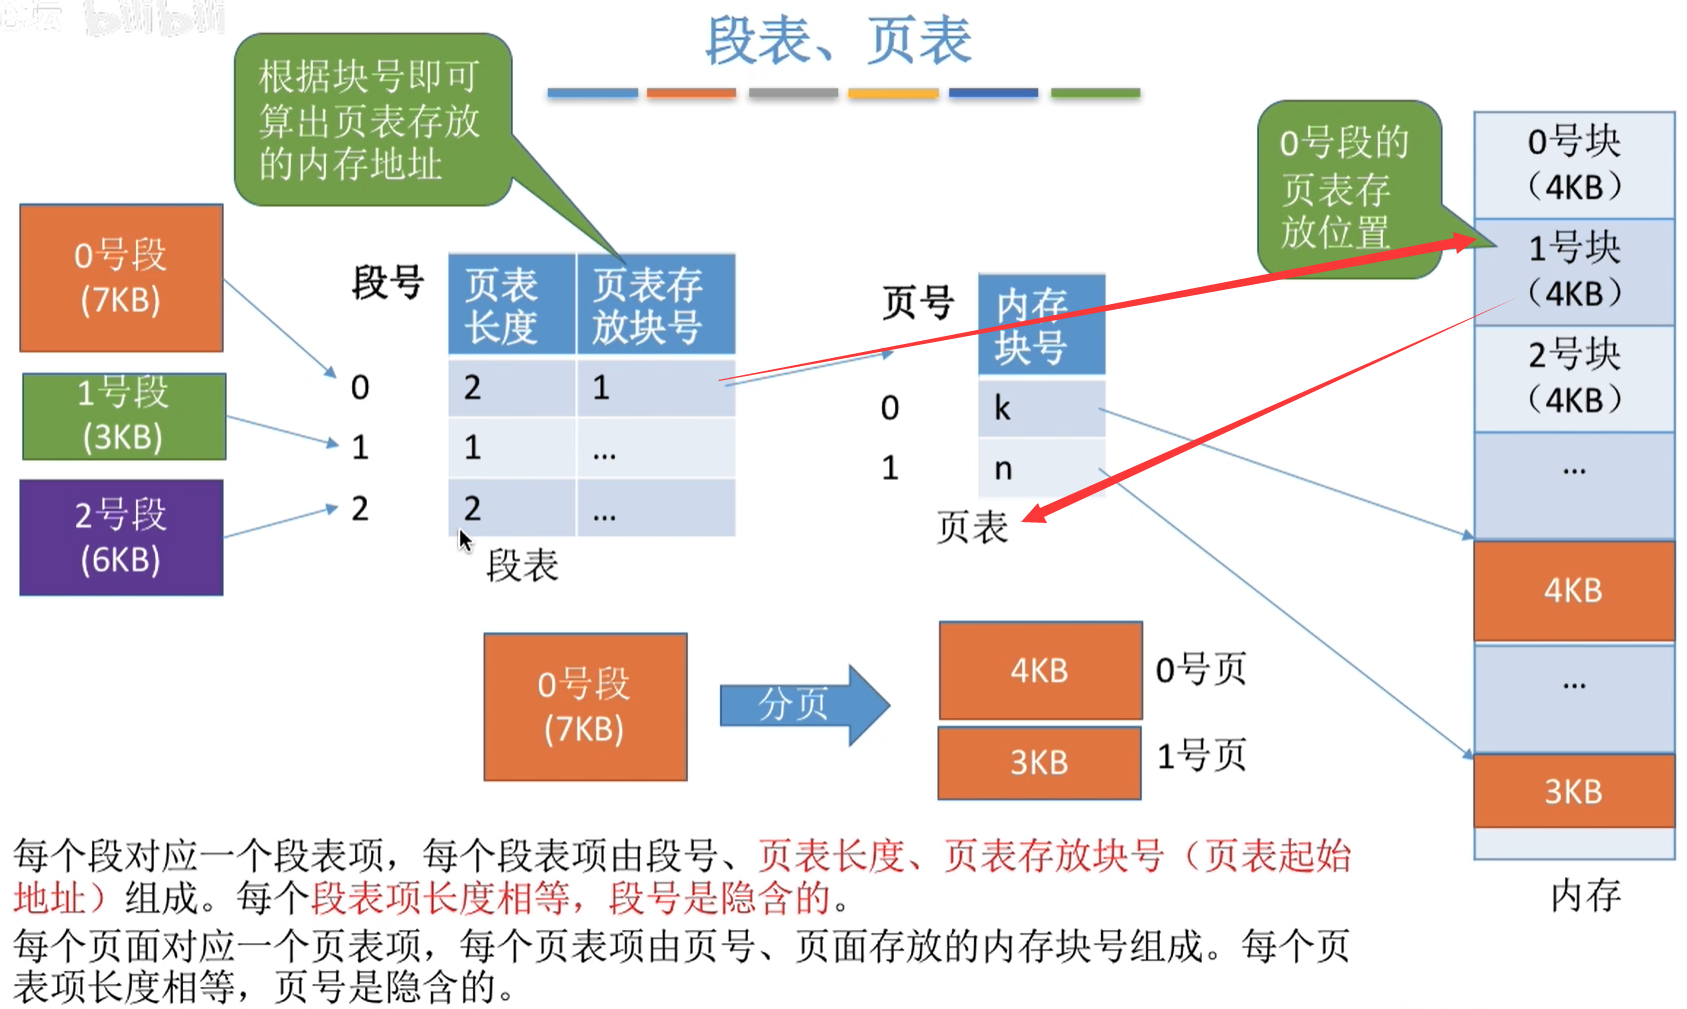 bilibili
段表、页表
根据块号即可
算出页表存放
的内存地址
0号段的
页表存
放位置
0号段
(7KB)
1号段
(3KB)
2号段
(6KB)
段号
页表
长度
页表存
放块号
0
2
1
1
1
...
2
2
...
段表
页号
内存
块号
0
k
1
n
页表
0号块
（4KB）
1号块
（4KB）
2号块
（4KB）
...
4KB
...
3KB
内存
0号段
(7KB)
分页
4KB
0号页
3KB
1号页
每个段对应一个段表项，每个段表项由段号、页表长度、页表存放块号（页表起始
地址）组成。每个段表项长度相等，段号是隐含的。
每个页面对应一个页表项，每个页表项由页号、页面存放的内存块号组成。每个页
表项长度相等，页号是隐含的。